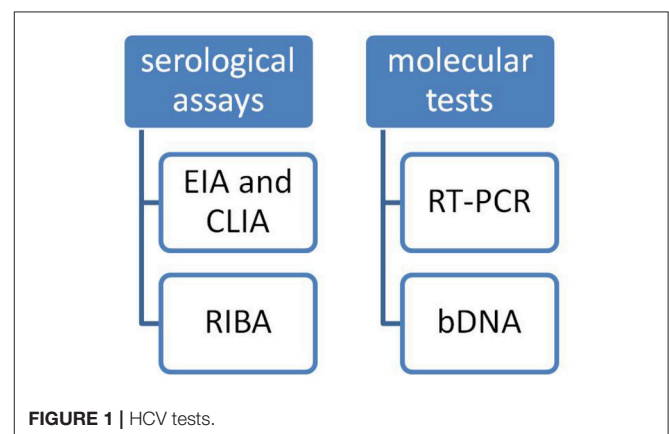 serological
assays
EIA and
CLIA
RIBA
molecular
tests
RT-PCR
bDNA
FIGURE 1 | HCV tests.